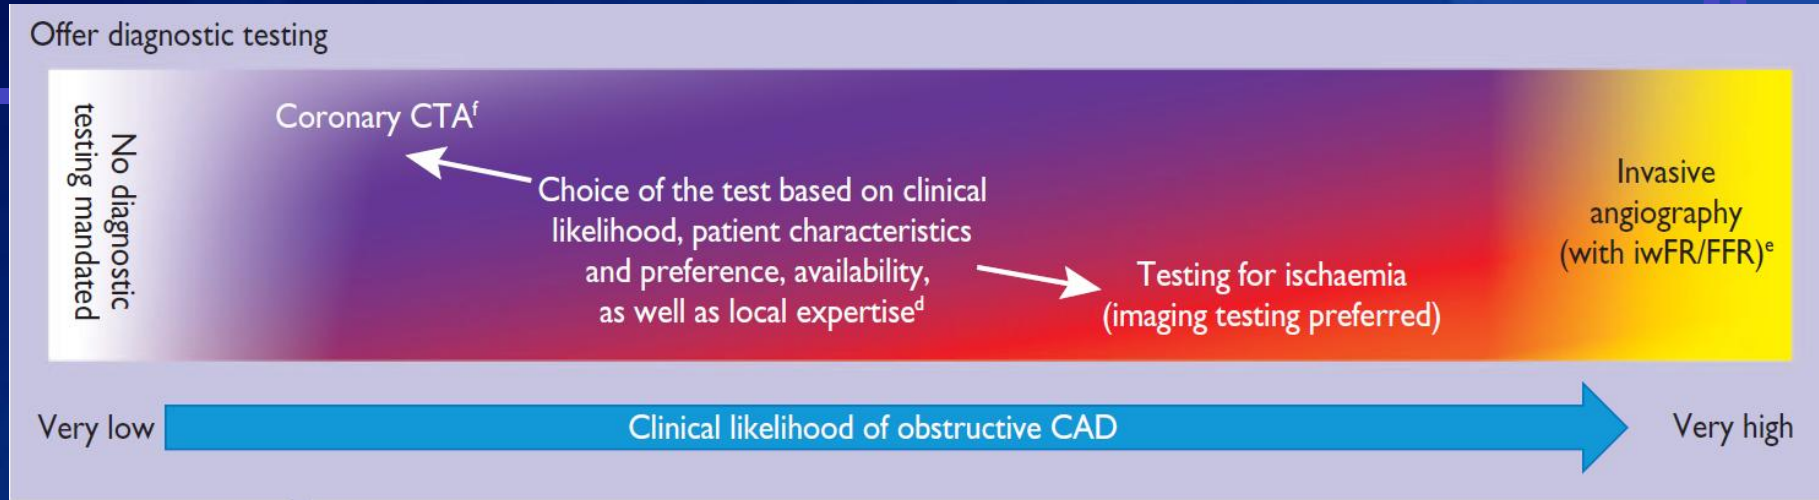 Offer diagnostic testing
No diagnostic
testing mandated
Coronary CTAᶠ
Choice of the test based on clinical
likelihood, patient characteristics
and preference, availability,
as well as local expertiseᵈ
Testing for ischaemia
(imaging testing preferred)
Invasive
angiography
(with iwFR/FFR)ᵉ
Very low
Clinical likelihood of obstructive CAD
Very high